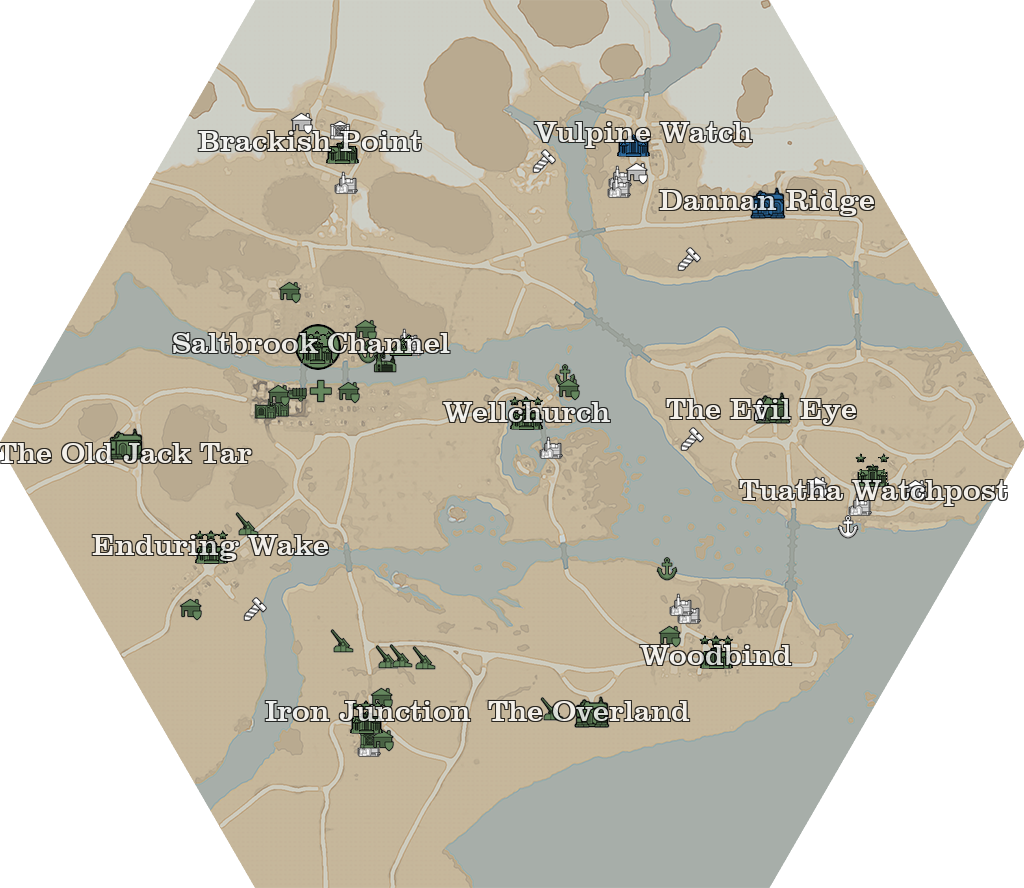 Vulpine Watch
Brackish Point
Dannan Ridge
Saltbrook Channel
Wellchurch
The Evil Eye
The Old Jack Tar
Tuatha Watchpost
Enduring Wake
Woodbind
Iron Junction
The Overland